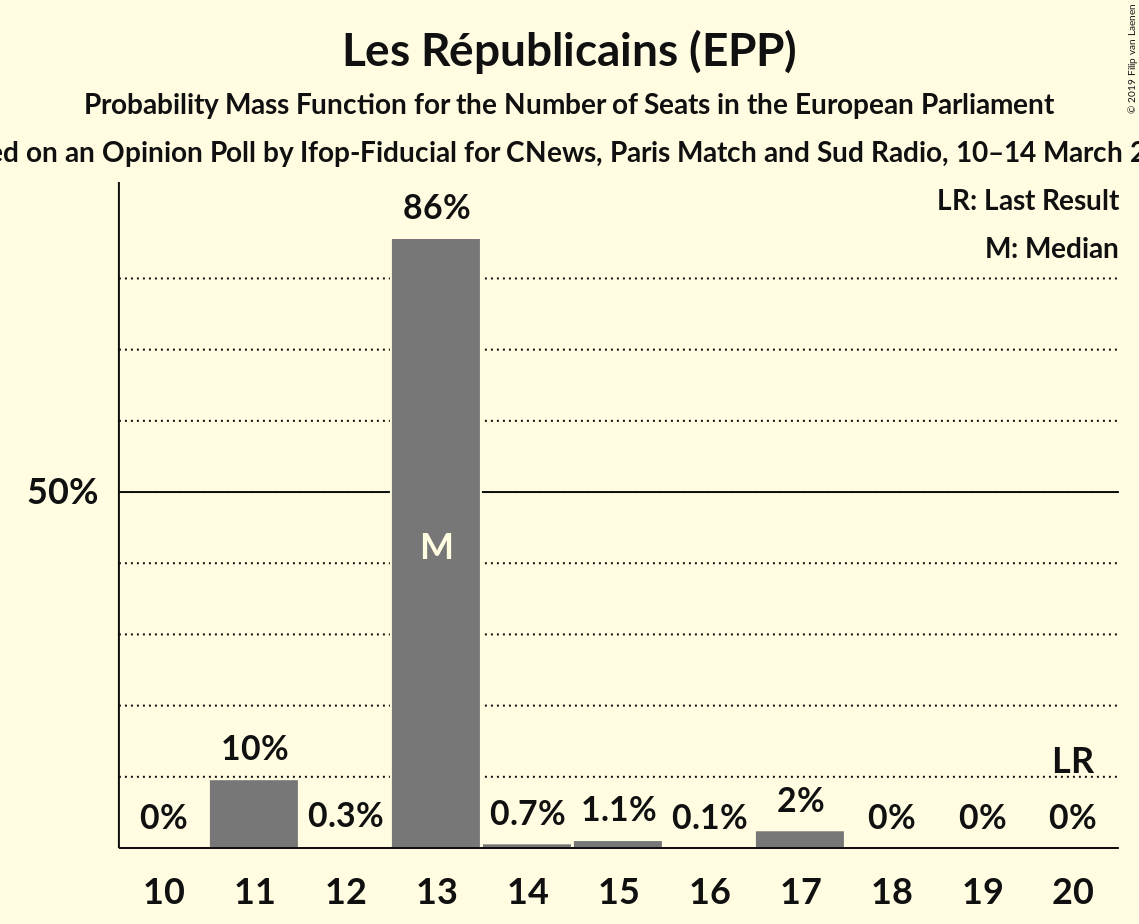 Les Républicains (EPP)
Probability Mass Function for the Number of Seats in the European Parliament
on an Opinion Poll by Ifop-Fiducial for CNews, Paris Match and Sud Radio, 10–14 March
© 2019 Filip van Laenen
LR: Last Result
M: Median
86%
50%
M
10%
0%
0.3%
0.7%
1.1%
0.1%
2%
0%
0%
LR
0%
10 11 12 13 14 15 16 17 18 19 20